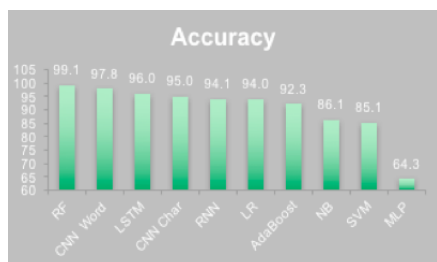 Accuracy
105
100
95
90
85
80
75
70
65
60
99.1
97.8
96.0
95.0
94.1
94.0
92.3
86.1
85.1
64.3
RF
CNN Word
LSTM
CNN Char
RNN
LR
AdaBoost
NB
SVM
MLP